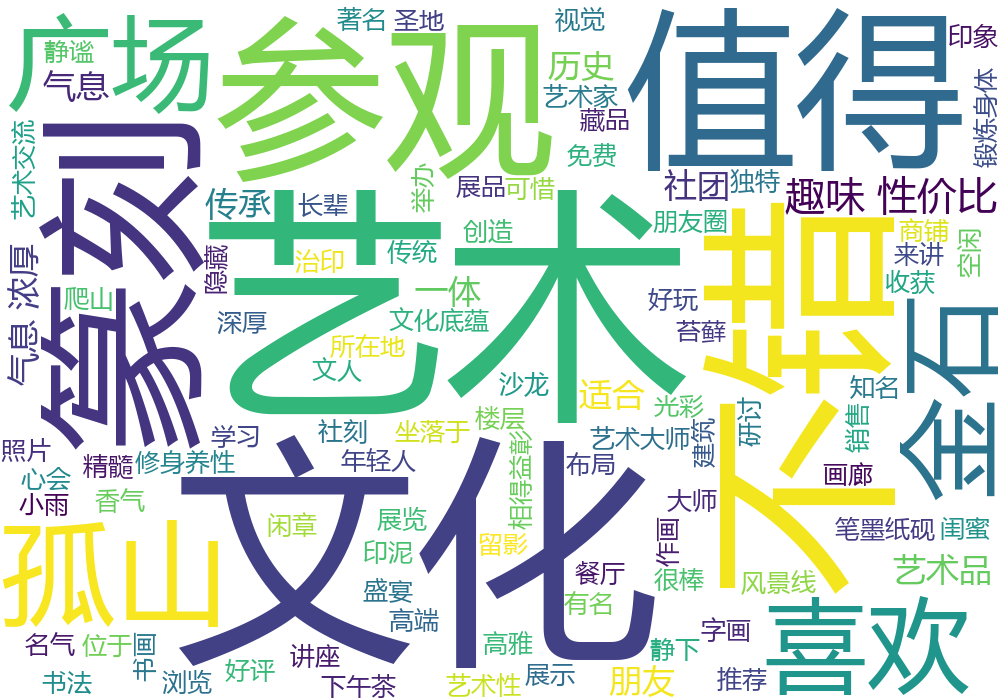 著名
圣地
视觉
印象
广场
静谧
气息
参观
历史
艺术家
藏品
值得
锻炼身体
艺术交流
篆刻
免费
举办
展品
可惜
社团
独特
趣味
性价比
传承
长辈
艺术
传统
创造
朋友圈
不错
商铺
来讲
空闲
收获
浓厚
气息
爬山
隐藏
治印
一体
深厚
文化底蕴
好玩
苔藓
金石
所在地
文人
沙龙
适合
光彩
知名
照片
学习
社刻
坐落于
楼层
艺术大师
研讨
销售
建筑
精髓
修身养性
年轻人
相得益彰
布局
画廊
心会
小雨
香气
文化
大师
闲章
展览
留影
作画
笔墨纸砚
闺蜜
孤山
印泥
餐厅
很棒
风景线
艺术品
盛宴
有名
高端
喜欢
名气
位于
书画
讲座
高雅
静下
字画
书法
浏览
好评
下午茶
艺术性
展示
朋友
推荐